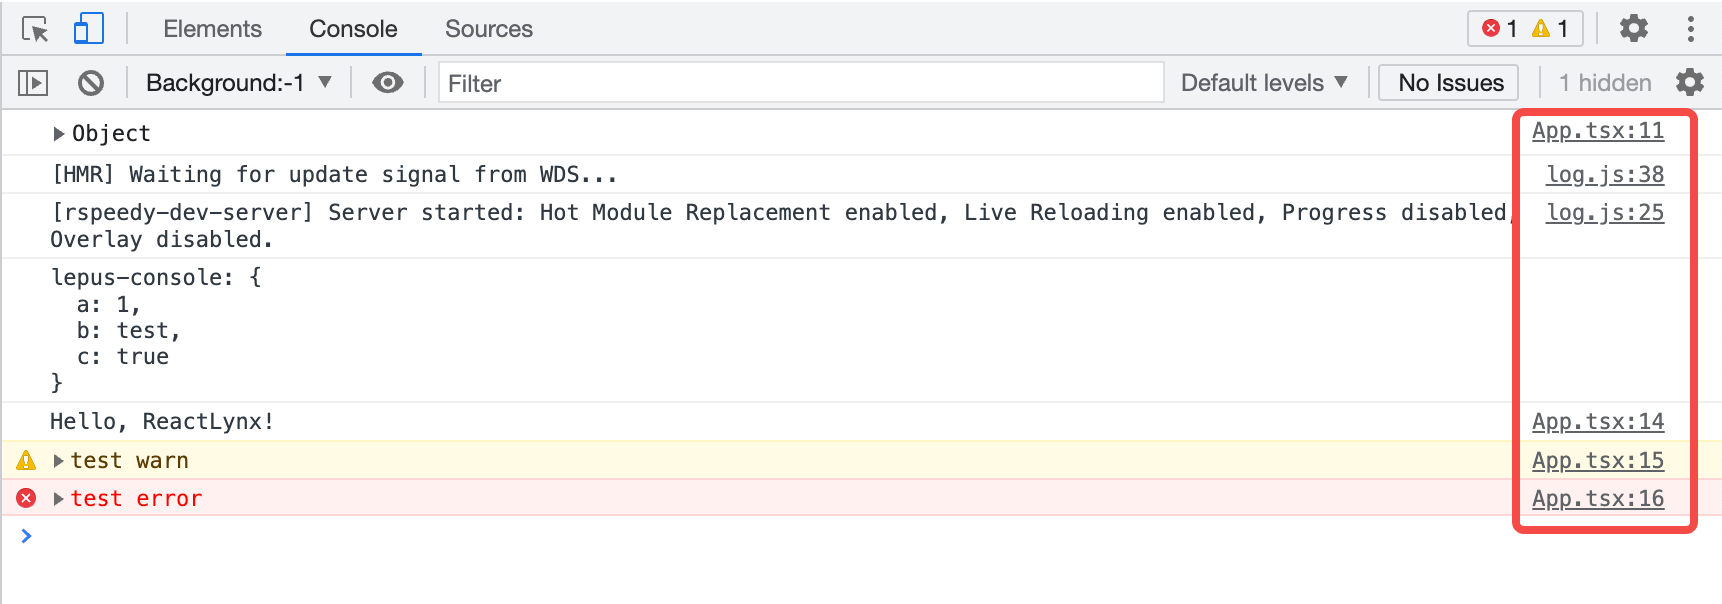 Elements Console Sources 1 1
Background:-1 Filter Default levels No Issues 1 hidden
Object App.tsx:11
[HMR] Waiting for update signal from WDS... log.js:38
[rspeedy-dev-server] Server started: Hot Module Replacement enabled, Live Reloading enabled, Progress disabled, log.js:25
Overlay disabled.
lepus-console: {
a: 1,
b: test,
c: true
}
Hello, ReactLynx! App.tsx:14
test warn App.tsx:15
test error App.tsx:16